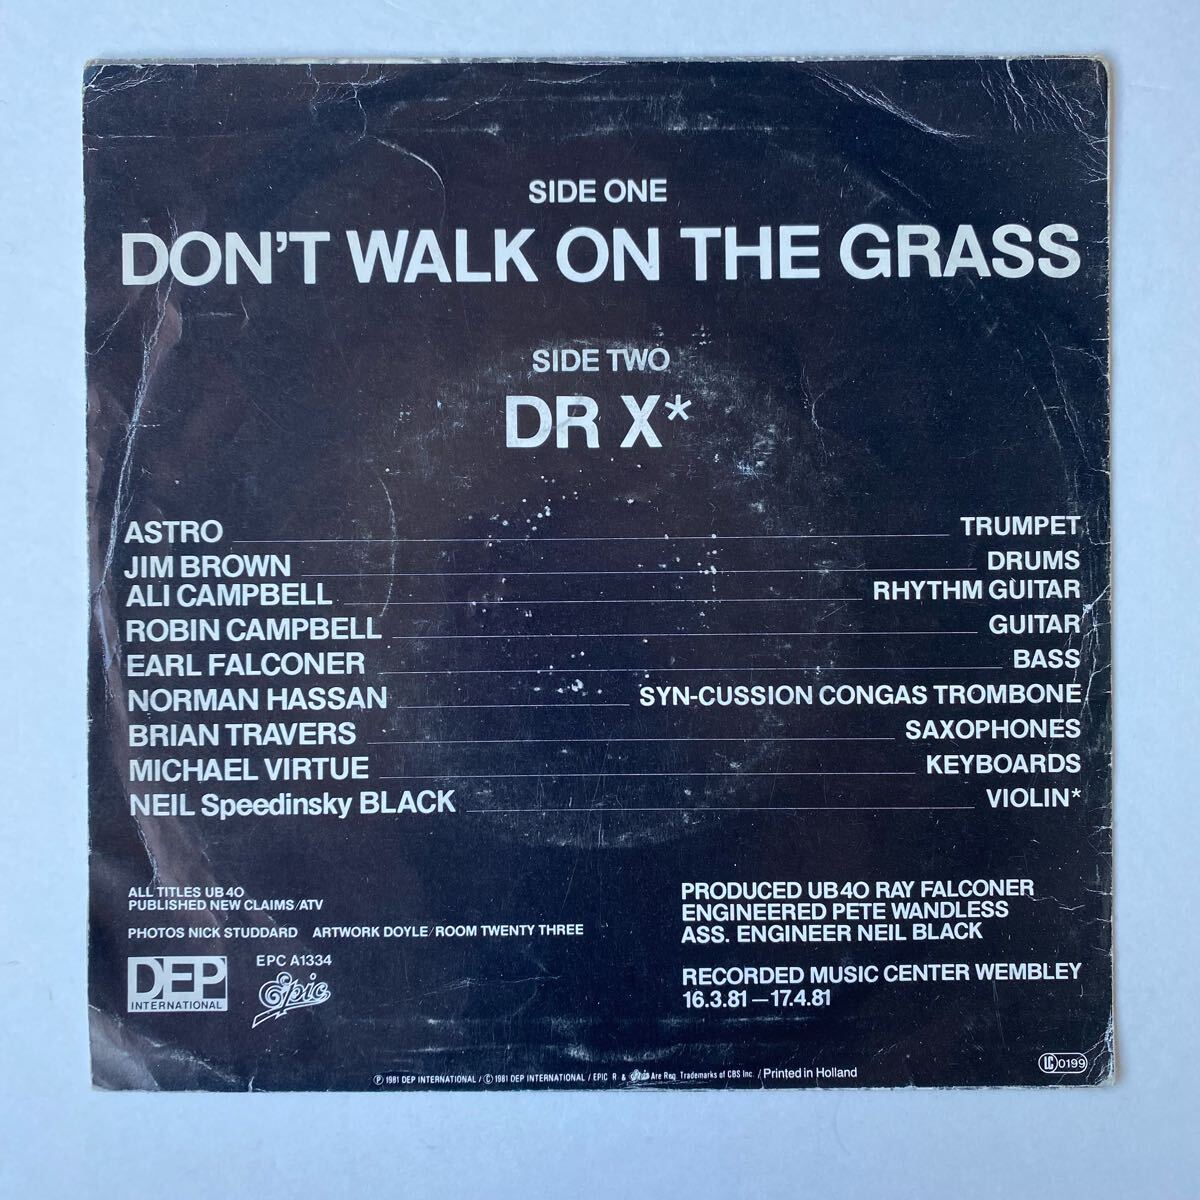 SIDE ONE
DON'T WALK ON THE GRASS
SIDE TWO
DR X*
ASTRO TRUMPET
JIM BROWN DRUMS
ALI CAMPBELL RHYTHM GUITAR
ROBIN CAMPBELL GUITAR
EARL FALCONER BASS
NORMAN HASSAN SYN-CUSSION CONGAS TROMBONE
BRIAN TRAVERS SAXOPHONES
MICHAEL VIRTUE KEYBOARDS
NEIL Speedinsky BLACK VIOLIN*
ALL TITLES UB40
PUBLISHED NEW CLAIMS/ATV
PHOTOS NICK STUDDARD ARTWORK DOYLE/ROOM TWENTY THREE
DEP
INTERNATIONAL
EPC A1334
Epic
PRODUCED UB40 RAY FALCONER
ENGINEERED PETE WANDLESS
ASS. ENGINEER NEIL BLACK
RECORDED MUSIC CENTER WEMBLEY
16.3.81—17.4.81
LC 0199
Ⓟ 1981 DEP INTERNATIONAL / Ⓒ 1981 DEP INTERNATIONAL / EPIC R & Epic Are Reg. Trademarks of CBS Inc. / Printed in Holland